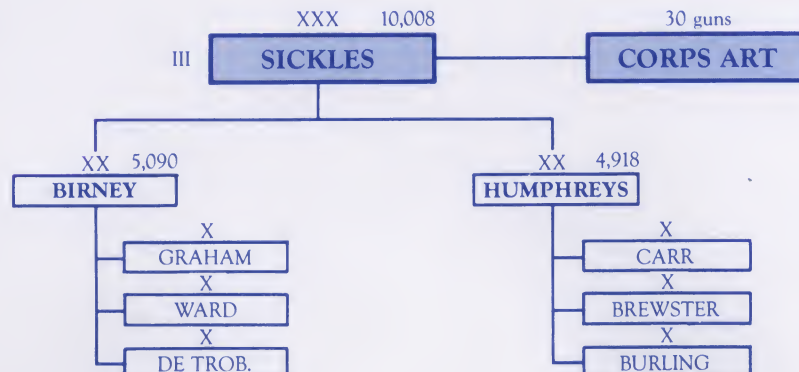 XXX 10,008 30 guns
III SICKLES CORPS ART
XX 5,090 XX 4,918
BIRNEY HUMPHREYS
X X
GRAHAM CARR
X X
WARD BREWSTER
X X
DE TROB. BURLING